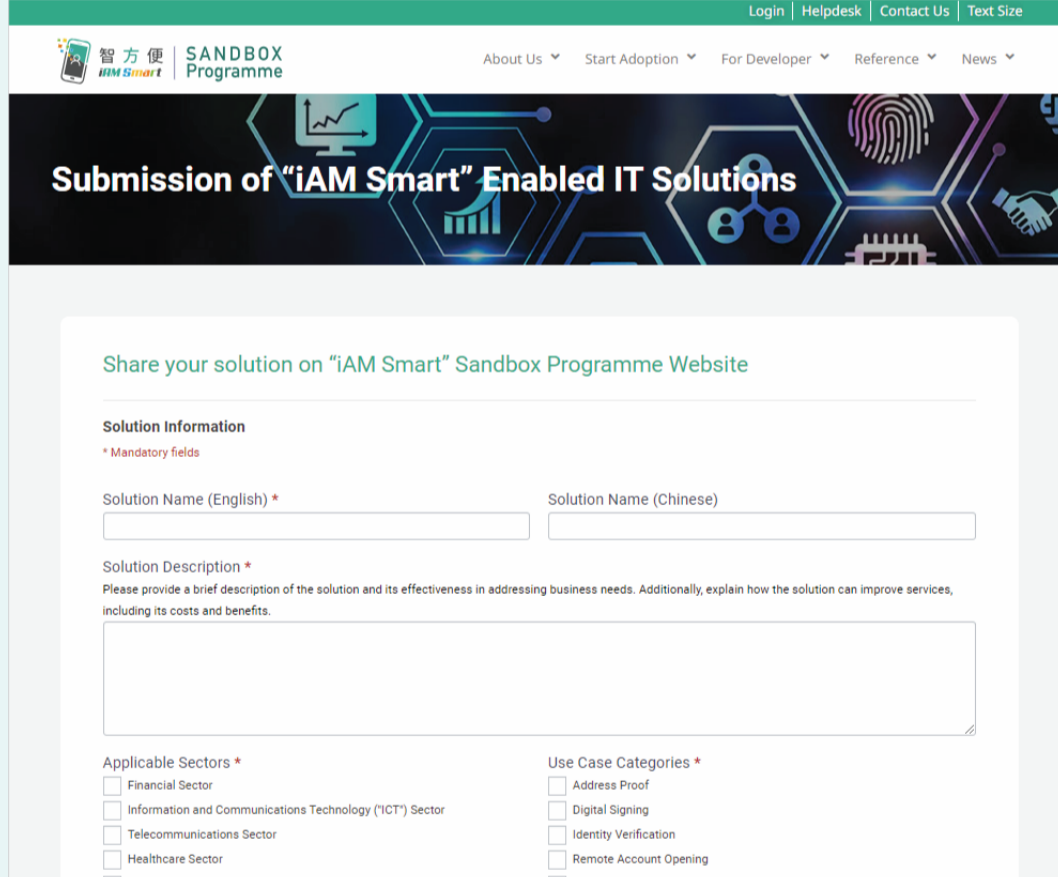 Login | Helpdesk | Contact Us | Text Size
智方便 iAM Smart SANDBOX Programme
About Us Start Adoption For Developer Reference News
Submission of “iAM Smart” Enabled IT Solutions
Share your solution on “iAM Smart” Sandbox Programme Website
Solution Information
* Mandatory fields
Solution Name (English) * Solution Name (Chinese)
Solution Description *
Please provide a brief description of the solution and its effectiveness in addressing business needs. Additionally, explain how the solution can improve services,
including its costs and benefits.
Applicable Sectors * Use Case Categories *
Financial Sector Address Proof
Information and Communications Technology ("ICT") Sector Digital Signing
Telecommunications Sector Identity Verification
Healthcare Sector Remote Account Opening